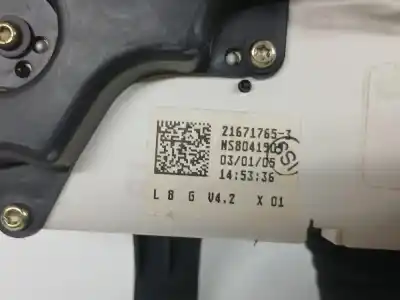 21671765-3
NS8041905
03/01/05
14:53:36
L 8 G V4.2 X 01